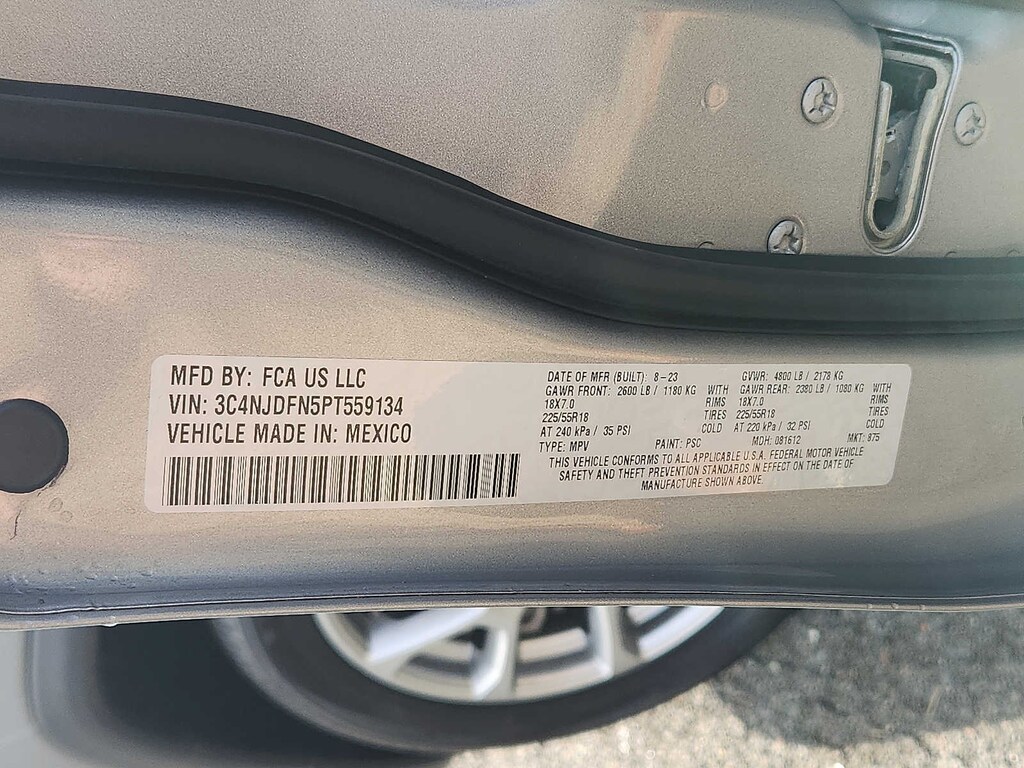 MFD BY: FCA US LLC
VIN: 3C4NJDFN5PT559134
VEHICLE MADE IN: MEXICO
DATE OF MFR (BUILT): 8-23 GVWR: 4800 LB / 2178 KG
GAWR FRONT: 2600 LB / 1180 KG WITH GAWR REAR: 2380 LB / 1080 KG WITH
18X7.0 RIMS 18X7.0 RIMS
225/55R18 TIRES 225/55R18 TIRES
AT 240 kPa / 35 PSI COLD AT 220 kPa / 32 PSI COLD
TYPE: MPV PAINT: PSC MDH: 081612 MKT: 875
THIS VEHICLE CONFORMS TO ALL APPLICABLE U.S.A. FEDERAL MOTOR VEHICLE
SAFETY AND THEFT PREVENTION STANDARDS IN EFFECT ON THE DATE OF
MANUFACTURE SHOWN ABOVE.